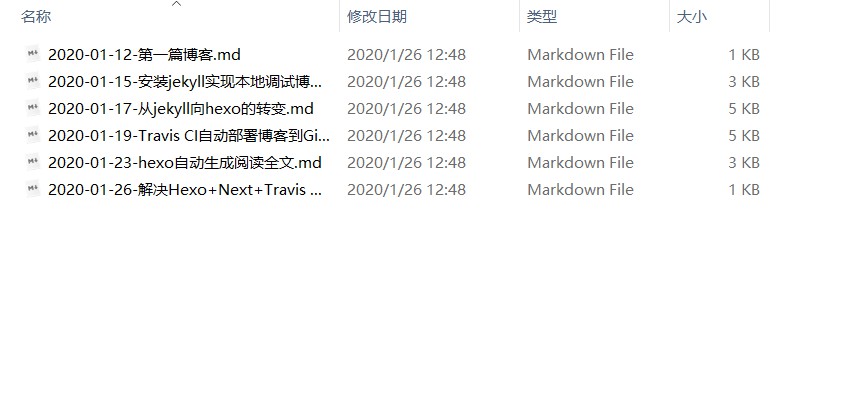 名称 修改日期 类型 大小
2020-01-12-第一篇博客.md 2020/1/26 12:48 Markdown File 1 KB
2020-01-15-安装jekyll实现本地调试博... 2020/1/26 12:48 Markdown File 3 KB
2020-01-17-从jekyll向hexo的转变.md 2020/1/26 12:48 Markdown File 5 KB
2020-01-19-Travis CI自动部署博客到Gi... 2020/1/26 12:48 Markdown File 5 KB
2020-01-23-hexo自动生成阅读全文.md 2020/1/26 12:48 Markdown File 3 KB
2020-01-26-解决Hexo+Next+Travis ... 2020/1/26 12:48 Markdown File 1 KB